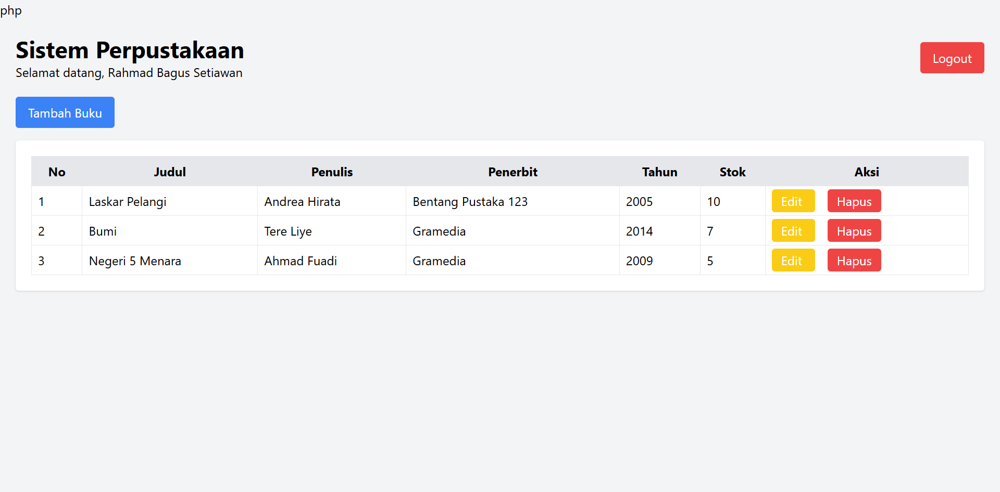 php
Sistem Perpustakaan
Selamat datang, Rahmad Bagus Setiawan
Logout
Tambah Buku
No Judul Penulis Penerbit Tahun Stok Aksi
1 Laskar Pelangi Andrea Hirata Bentang Pustaka 123 2005 10 Edit Hapus
2 Bumi Tere Liye Gramedia 2014 7 Edit Hapus
3 Negeri 5 Menara Ahmad Fuadi Gramedia 2009 5 Edit Hapus